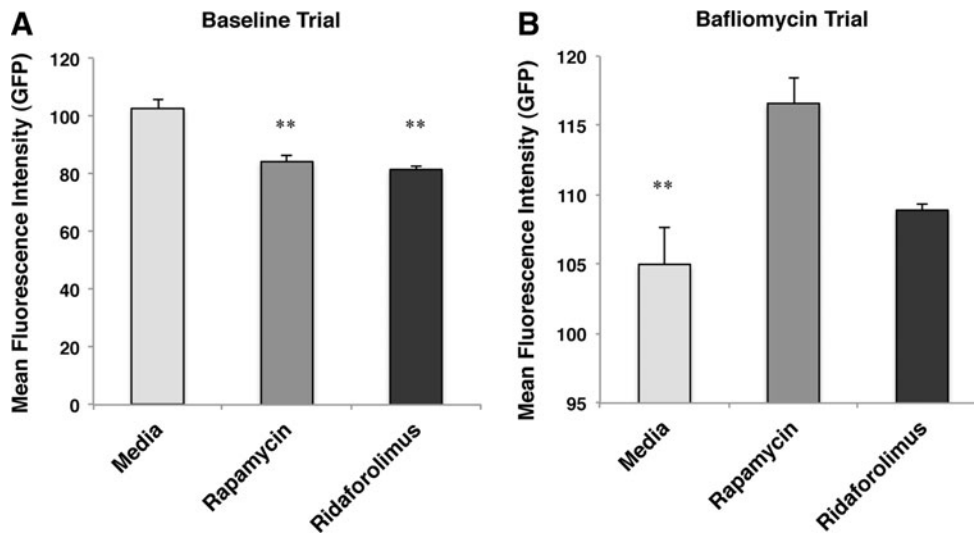 A
Baseline Trial
Mean Fluorescence Intensity (GFP)
120
100
80
60
40
20
0
**
**
Media
Rapamycin
Ridaforolimus
B
Bafliomycin Trial
Mean Fluorescence Intensity (GFP)
120
115
110
105
100
95
**
Media
Rapamycin
Ridaforolimus